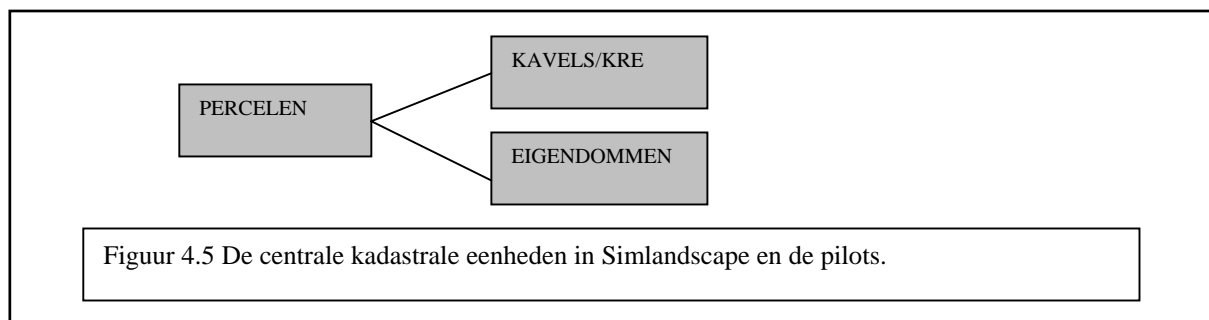 KAVELS/KRE
PERCELEN
EIGENDOMMEN
Figuur 4.5 De centrale kadastrale eenheden in Simlandscape en de pilots.